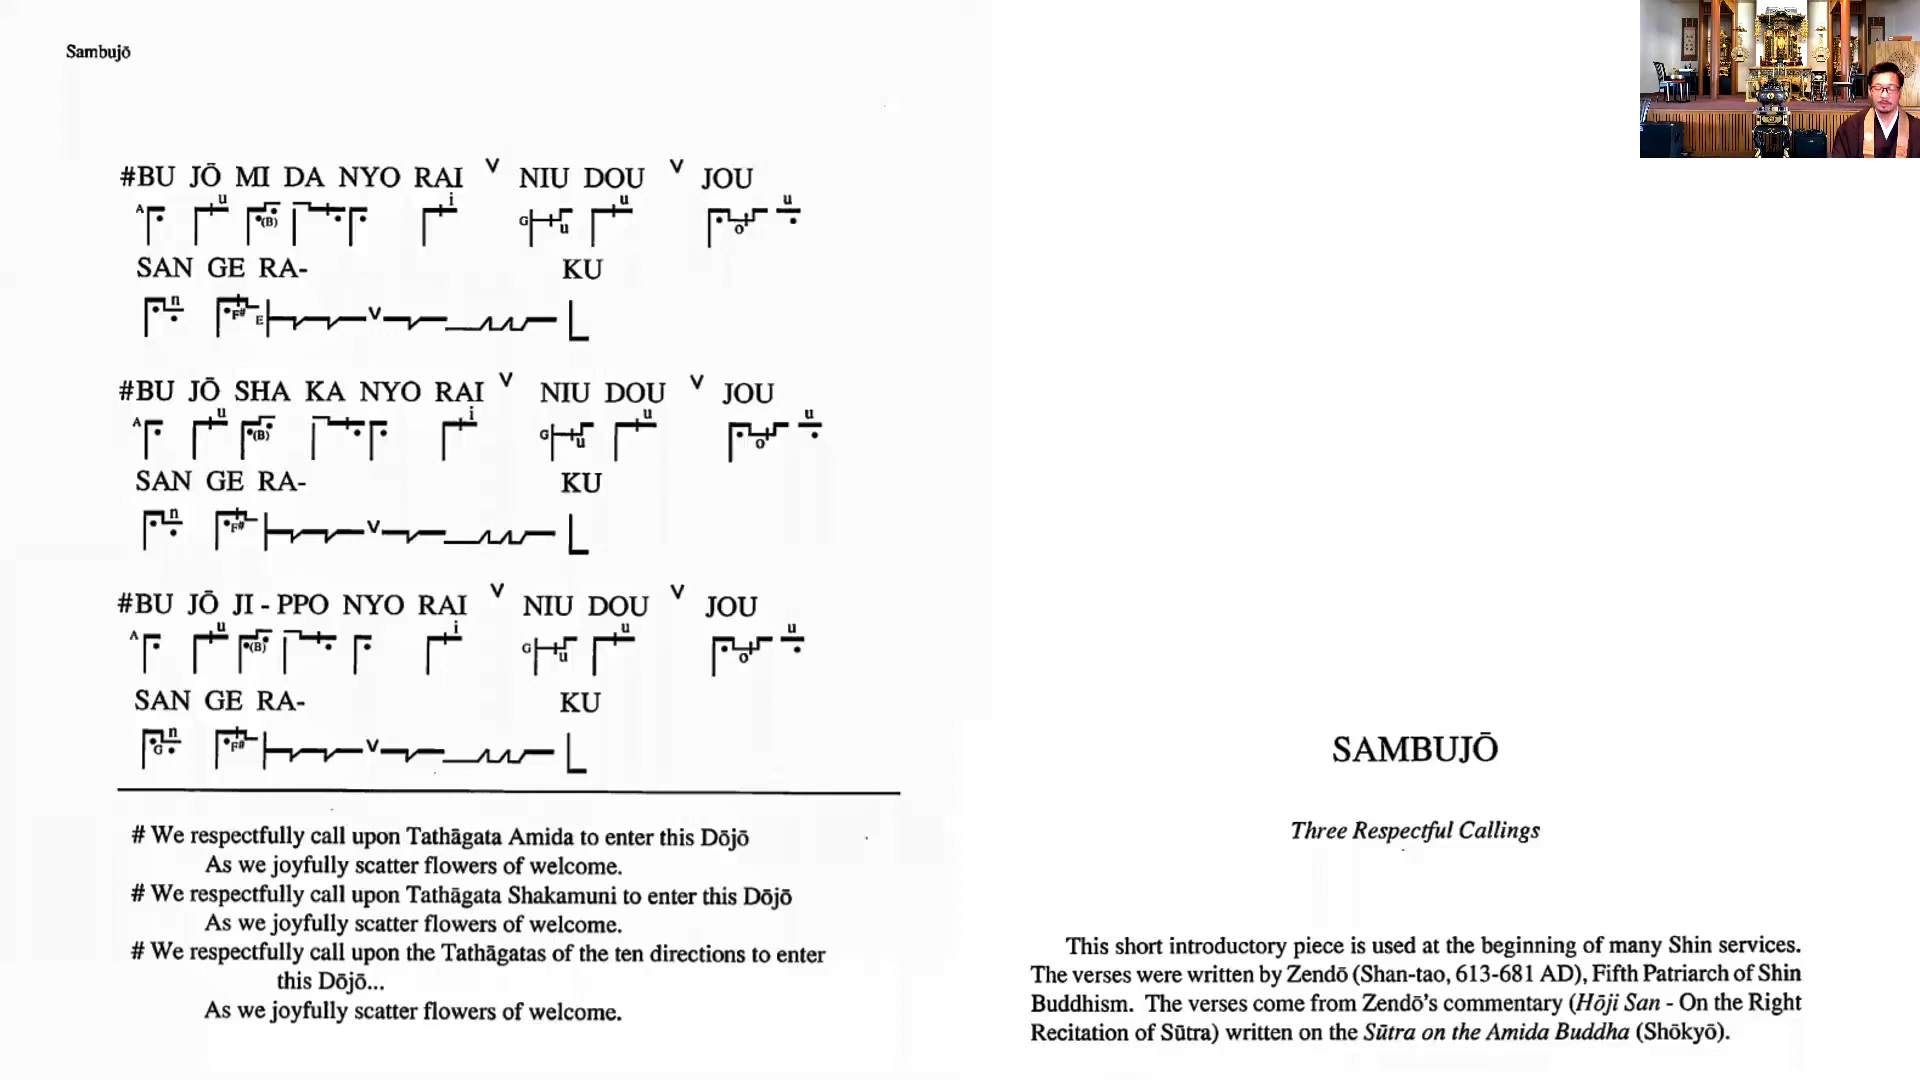 Sambujō
#BU JŌ MI DA NYO RAI v NIU DOU v JOU
A u (B) i G u u o u
SAN GE RA- KU
n F# E v
#BU JŌ SHA KA NYO RAI v NIU DOU v JOU
A u (B) i G u u o u
SAN GE RA- KU
n F# v
#BU JŌ JI - PPO NYO RAI v NIU DOU v JOU
A u (B) i G u u o u
SAN GE RA- KU
G n F# v
# We respectfully call upon Tathāgata Amida to enter this Dōjō
As we joyfully scatter flowers of welcome.
# We respectfully call upon Tathāgata Shakamuni to enter this Dōjō
As we joyfully scatter flowers of welcome.
# We respectfully call upon the Tathāgatas of the ten directions to enter
this Dōjō...
As we joyfully scatter flowers of welcome.
SAMBUJŌ
Three Respectful Callings
This short introductory piece is used at the beginning of many Shin services.
The verses were written by Zendō (Shan-tao, 613-681 AD), Fifth Patriarch of Shin
Buddhism. The verses come from Zendō's commentary (Hōji San - On the Right
Recitation of Sūtra) written on the Sūtra on the Amida Buddha (Shōkyō).